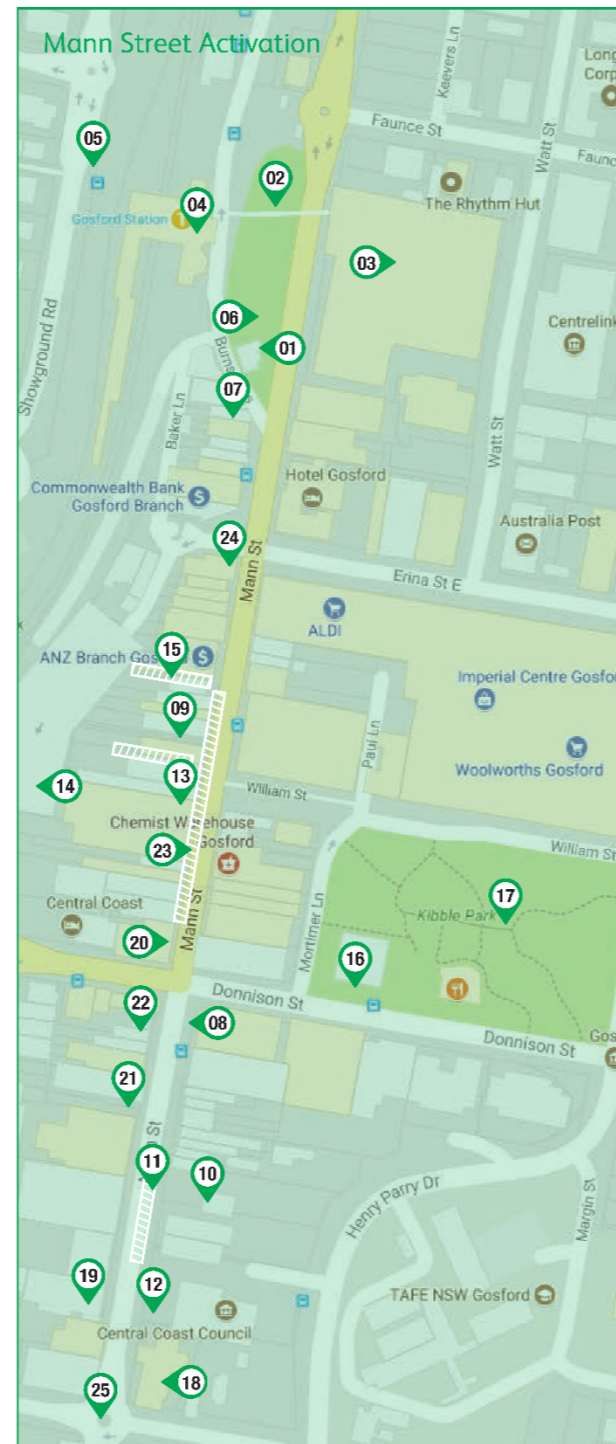 Mann Street Activation
Long
Corp
Keevers Ln
Faunce St
Faunc
Watt St
05
02
The Rhythm Hut
04
Gosford Station
03
Centrelink
06
01
Showground Rd
Burns
07
Baker Ln
Watt St
Hotel Gosford
Commonwealth Bank
Gosford Branch
Australia Post
24
Mann St
Erina St E
ALDI
15
ANZ Branch Gos
Imperial Centre Gosfor
09
Paul Ln
Woolworths Gosford
14
13
William St
Chemist W ehouse
Gosford
23
William St
Central Coast
17
Kibble Park
Mann St
20
Mortimer Ln
16
Donnison St
22
08
Donnison St
Gos
21
St
11
10
Henry Parry Dr
Margin St
19
12
TAFE NSW Gosford
Central Coast Council
18
25